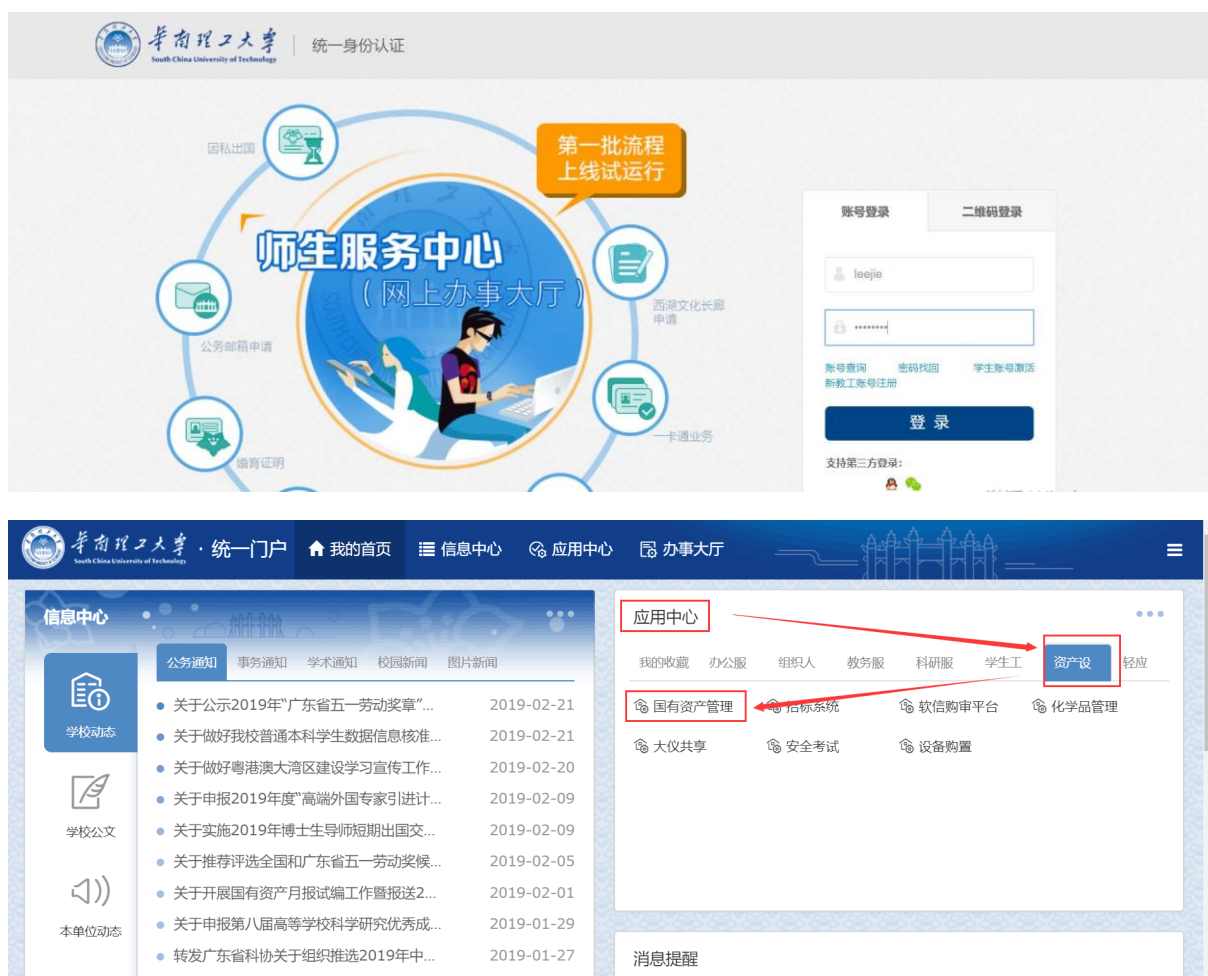 華南理工大學
South China University of Technology
统一身份认证
因私出国
第一批流程
上线试运行
师生服务中心
（网上办事大厅）
西湖文化长廊
申请
公务邮箱申请
一卡通业务
婚育证明
账号登录
二维码登录
leejie
••••••••
账号查询 密码找回 学生账号激活
新教工账号注册
登 录
支持第三方登录：
華南理工大學 · 统一门户
South China University of Technology
我的首页
信息中心
应用中心
办事大厅
信息中心
公务通知 事务通知 学术通知 校园新闻 图片新闻
学校动态
学校公文
本单位动态
关于公示2019年“广东省五一劳动奖章”... 2019-02-21
关于做好我校普通本科学生数据信息核准... 2019-02-21
关于做好粤港澳大湾区建设学习宣传工作... 2019-02-20
关于申报2019年度“高端外国专家引进计... 2019-02-09
关于实施2019年博士生导师短期出国交... 2019-02-09
关于推荐评选全国和广东省五一劳动奖候... 2019-02-05
关于开展国有资产月报试编工作暨报送2... 2019-02-01
关于申报第八届高等学校科学研究优秀成... 2019-01-29
转发广东省科协关于组织推选2019年中... 2019-01-27
应用中心
我的收藏 办公服 组织人 教务服 科研服 学生工 资产设 轻应
国有资产管理 招标系统 软信购审平台 化学品管理
大仪共享 安全考试 设备购置
消息提醒